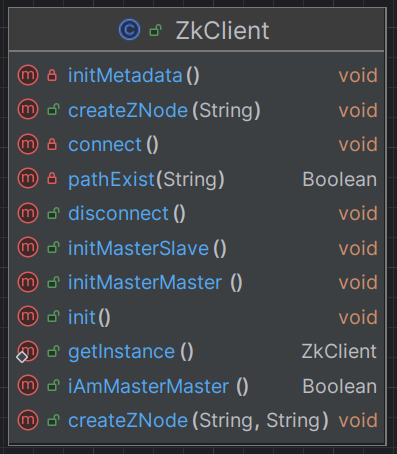 ZkClient
initMetadata() void
createZNode(String) void
connect() void
pathExist(String) Boolean
disconnect() void
initMasterSlave() void
initMasterMaster () void
init() void
getInstance() ZkClient
iAmMasterMaster () Boolean
createZNode(String, String) void